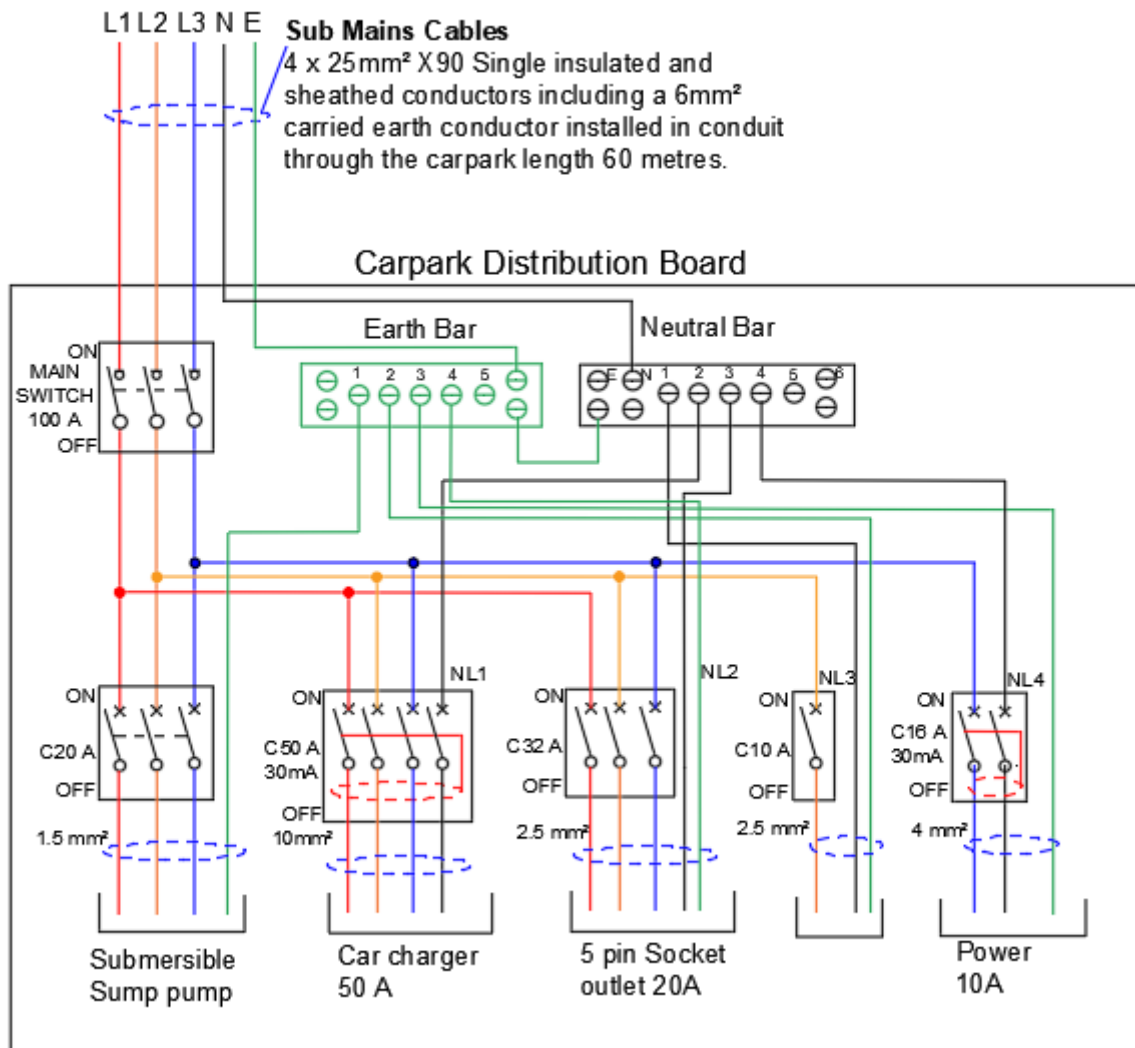 L1 L2 L3 N E
Sub Mains Cables
4 x 25mm² X90 Single insulated and
sheathed conductors including a 6mm²
carried earth conductor installed in conduit
through the carpark length 60 metres.
Carpark Distribution Board
Earth Bar
Neutral Bar
ON
MAIN
SWITCH
100 A
OFF
1 2 3 4 5
E N 1 2 3 4 5 6
NL1
NL2
NL3
NL4
ON
C20 A
OFF
1.5 mm²
ON
C50 A
30mA
OFF
10mm²
ON
C32 A
OFF
2.5 mm²
ON
C10 A
OFF
2.5 mm²
ON
C16 A
30mA
OFF
4 mm²
Submersible
Sump pump
Car charger
50 A
5 pin Socket
outlet 20A
Power
10A